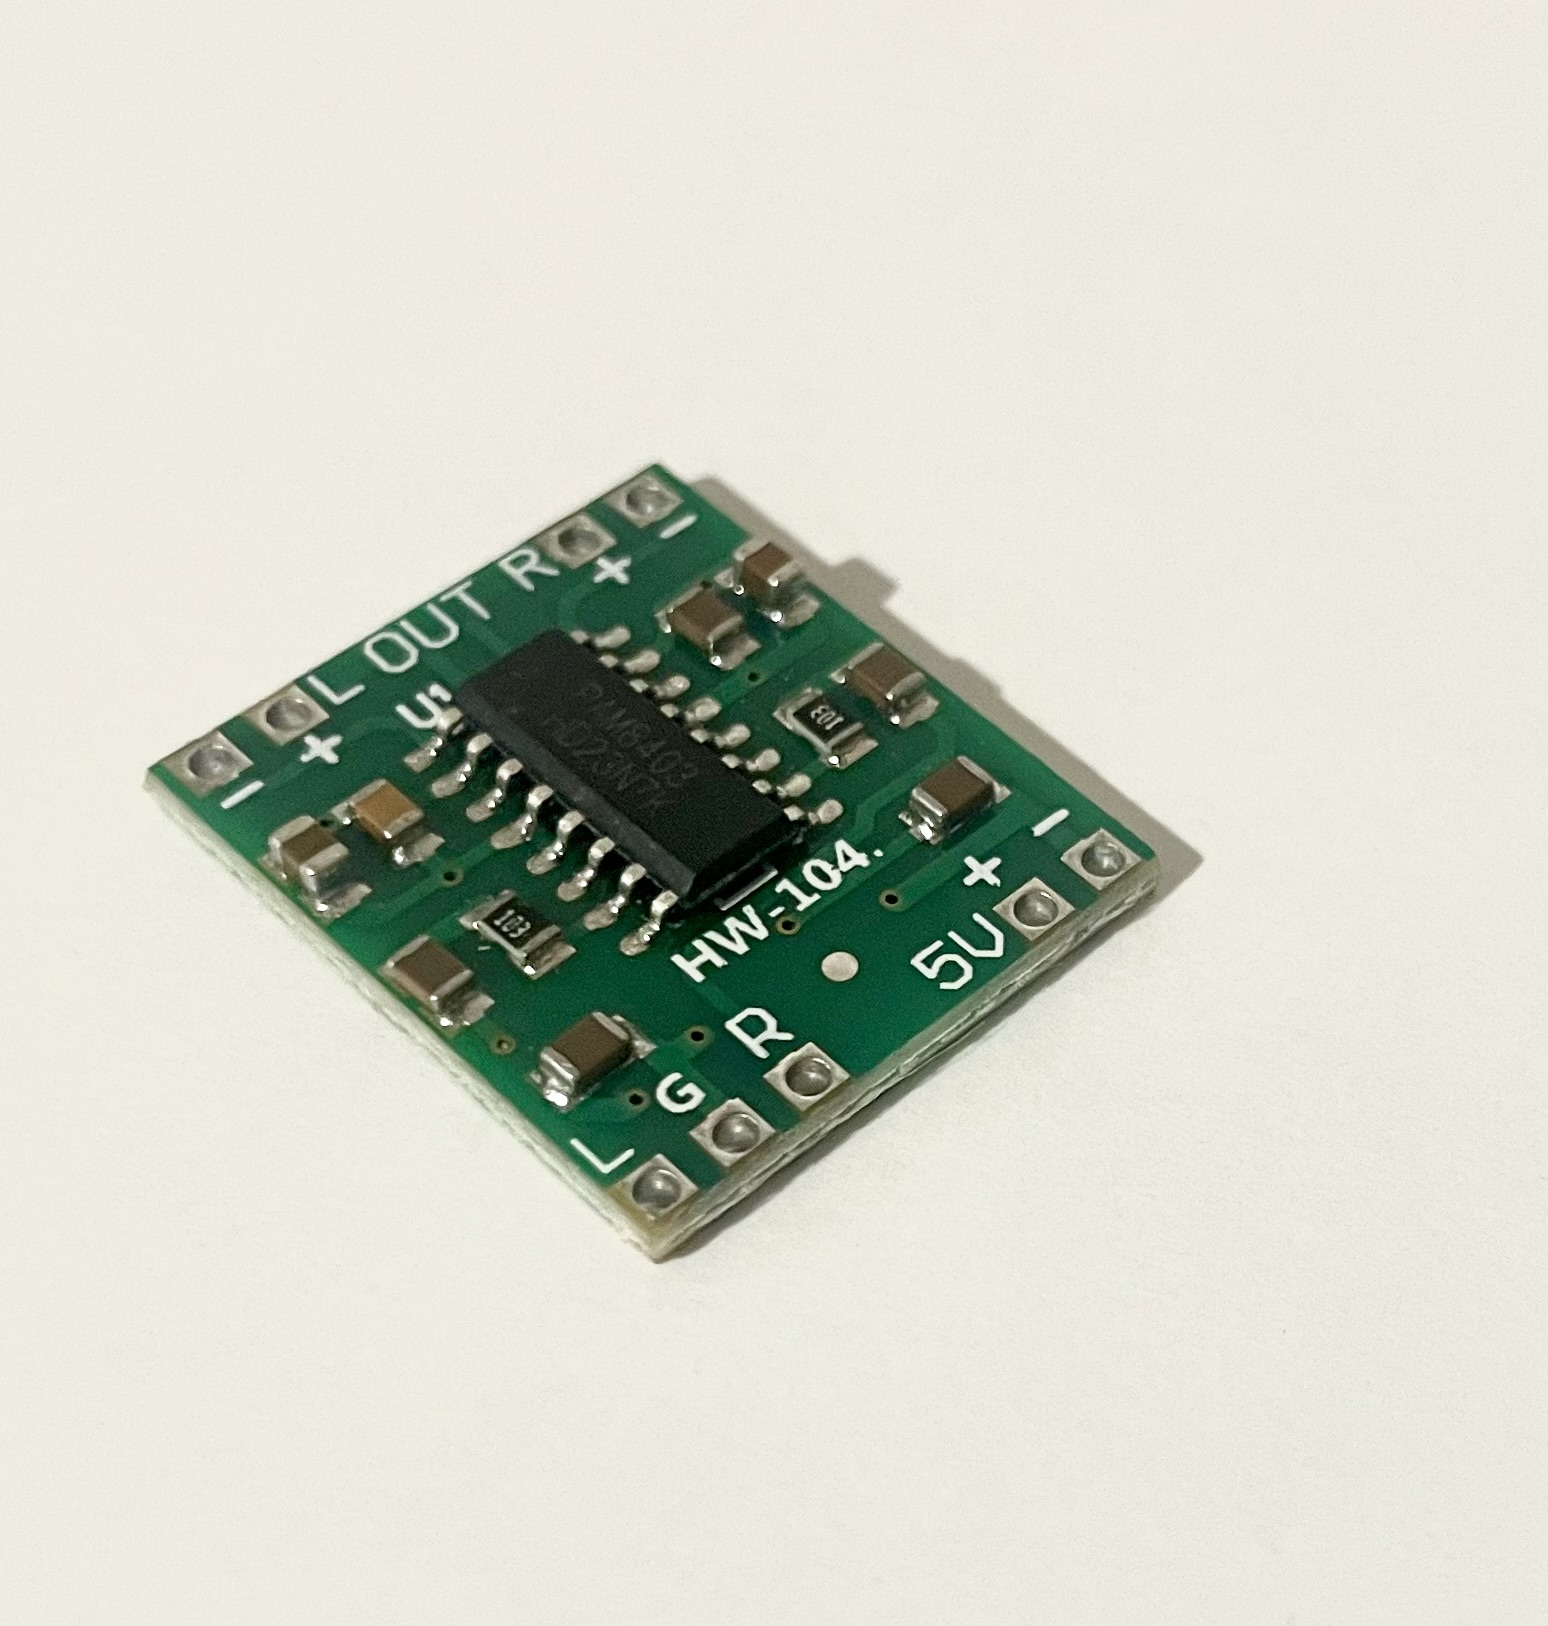 L OUT R
- + + -
U1
PAM8403
103
103
HW-104.
- +
5V
R
G
L